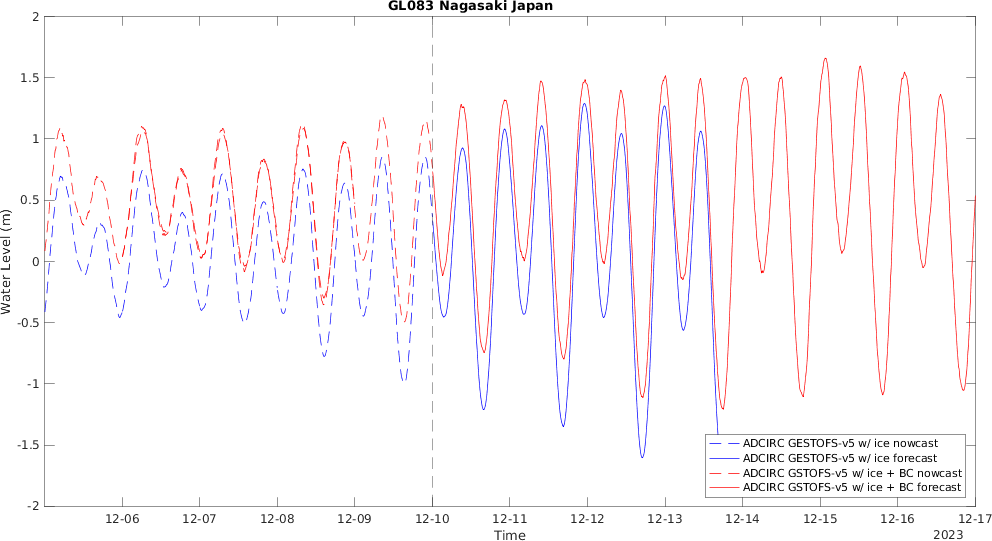 GL083 Nagasaki Japan
2
1.5
1
0.5
0
-0.5
-1
-1.5
-2
Water Level (m)
12-06 12-07 12-08 12-09 12-10 12-11 12-12 12-13 12-14 12-15 12-16 12-17
Time
2023
ADCIRC GESTOFS-v5 w/ ice nowcast
ADCIRC GESTOFS-v5 w/ ice forecast
ADCIRC GSTOFS-v5 w/ ice + BC nowcast
ADCIRC GSTOFS-v5 w/ ice + BC forecast